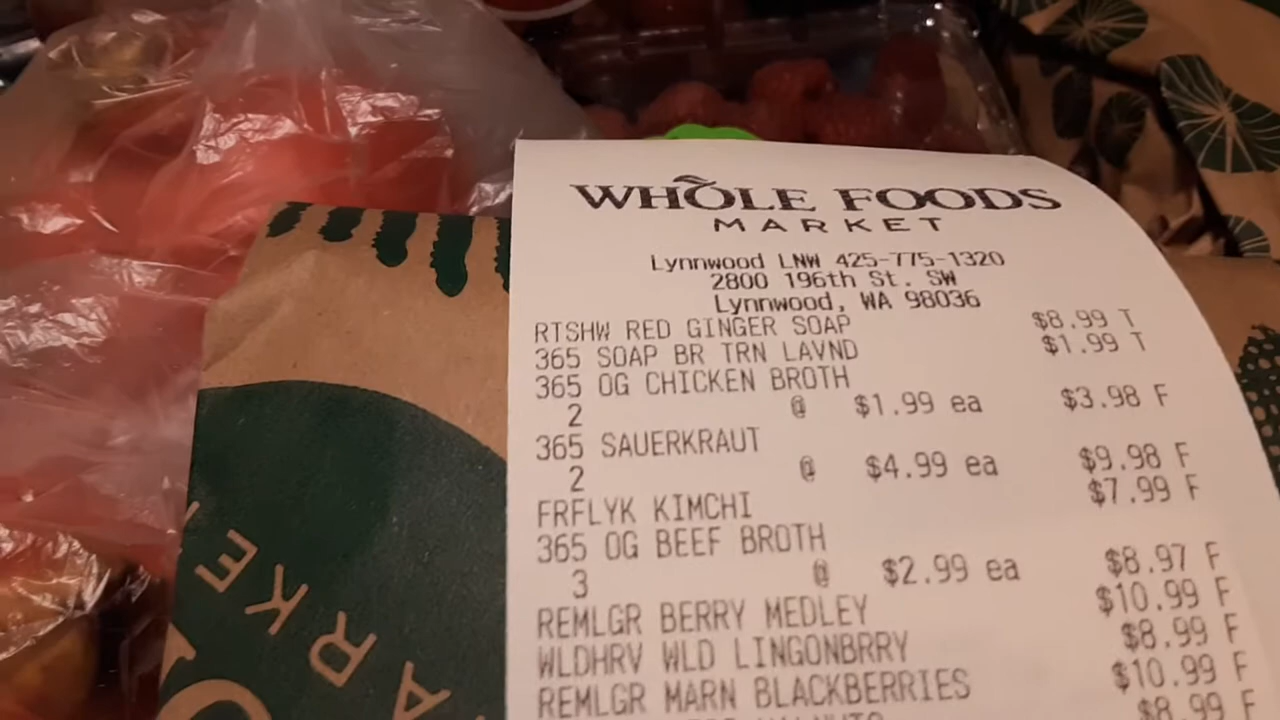 WHOLE FOODS
MARKET
Lynnwood LNW 425-775-1320
2800 196th St. SW
Lynnwood, WA 98036
RTSHW RED GINGER SOAP $8.99 T
365 SOAP BR TRN LAVND $1.99 T
365 OG CHICKEN BROTH
2 @ $1.99 ea $3.98 F
365 SAUERKRAUT
2 @ $4.99 ea $9.98 F
FRFLYK KIMCHI $7.99 F
365 OG BEEF BROTH
3 @ $2.99 ea $8.97 F
REMLGR BERRY MEDLEY $10.99 F
WLDHRV WLD LINGONBRRY $8.99 F
REMLGR MARN BLACKBERRIES $10.99 F
$8.99 F
ARKE